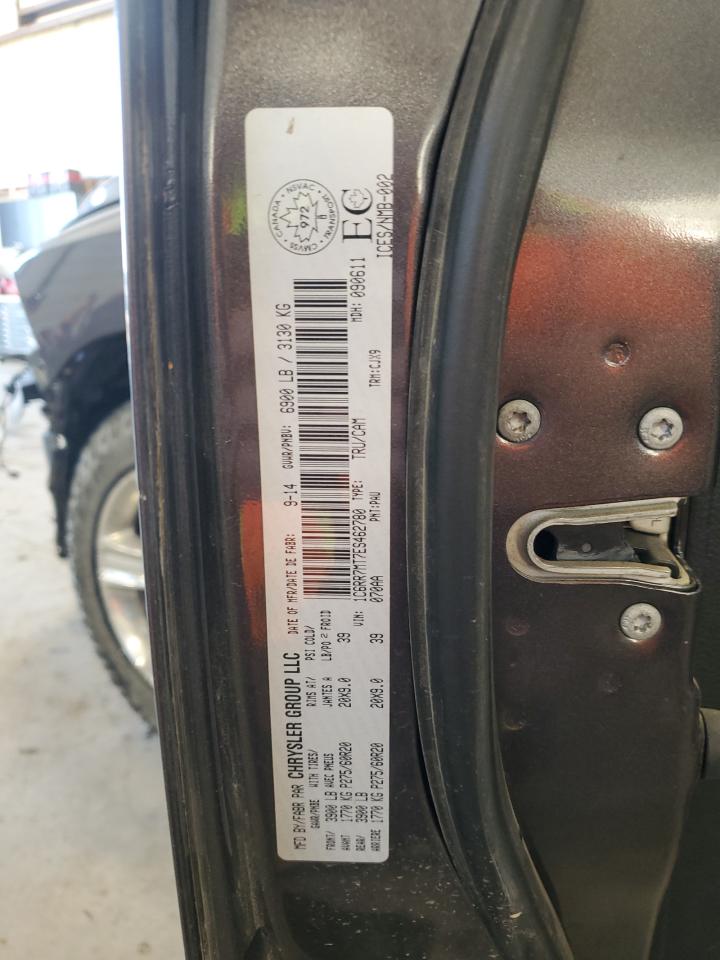 MFD BY/FABR PAR CHRYSLER GROUP LLC DATE OF MFR/DATE DE FABR: 9-14 GVWR/PNBV: 6900 LB / 3130 KG
GAWR/PNBE WITH TIRES/ RIMS AT/ PSI COLD/
FRONT/ 3900 LB AVEC PNEUS JANTES A LB/PO² FROID
AVANT 1770 KG P275/60R20 20X9.0 39
REAR/ 3900 LB VIN: 1C6RR7MT7ES462780 TYPE: TRU/CAM MDH: 090611
ARRIERE 1770 KG P275/60R20 20X9.0 39 070AA PNT:PAU TRM:CJX9
CANADA NSVAC TRANSPORT CMVSS
972
EC
ICES/NMB-002